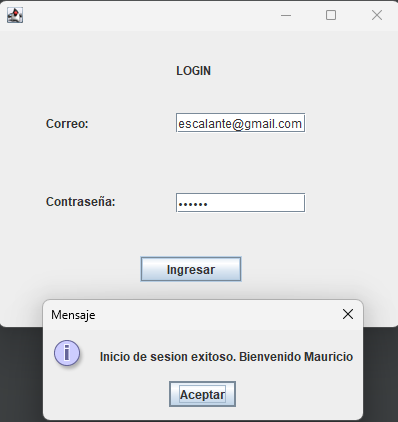 LOGIN
Correo:
escalante@gmail.com
Contraseña:
••••••
Ingresar
Mensaje
Inicio de sesion exitoso. Bienvenido Mauricio
Aceptar